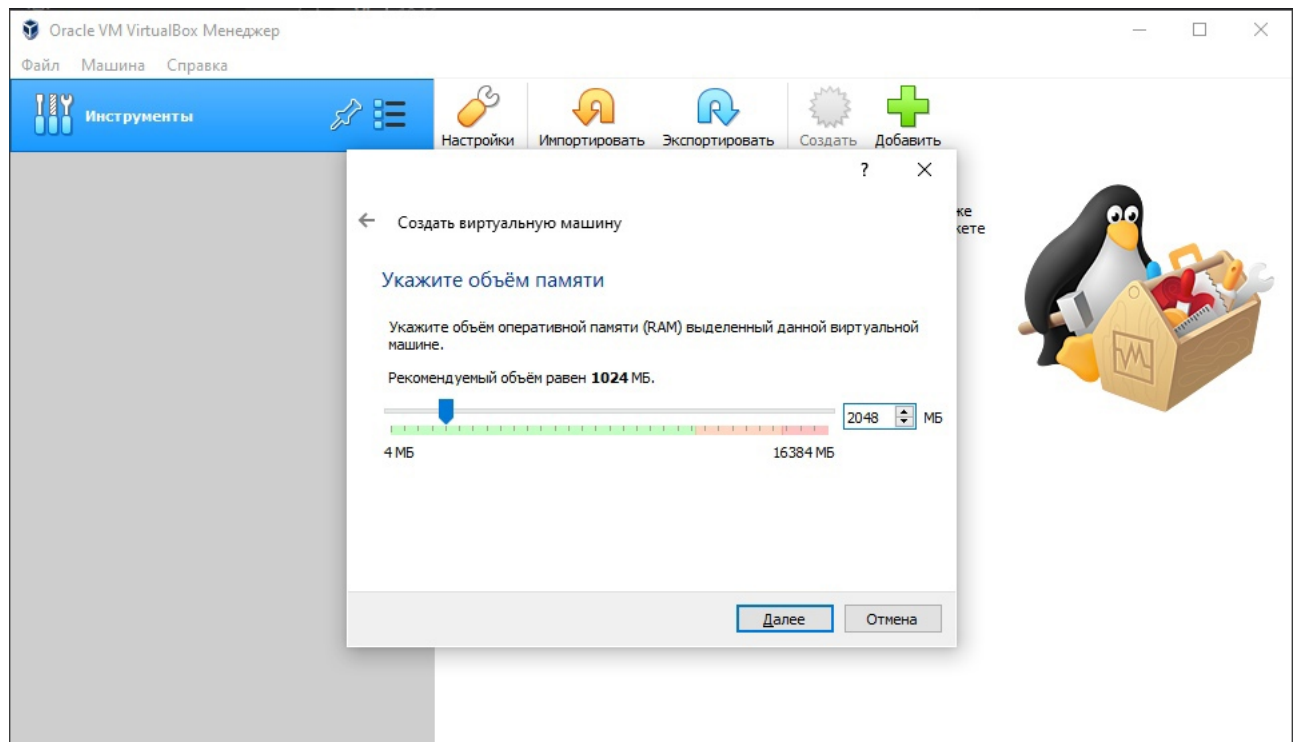 Oracle VM VirtualBox Менеджер
Файл Машина Справка
Инструменты
Настройки Импортировать Экспортировать Создать Добавить
?
же
жете
Создать виртуальную машину
Укажите объём памяти
Укажите объём оперативной памяти (RAM) выделенный данной виртуальной
машине.
Рекомендуемый объём равен 1024 МБ.
2048 МБ
4 МБ 16384 МБ
Далее Отмена